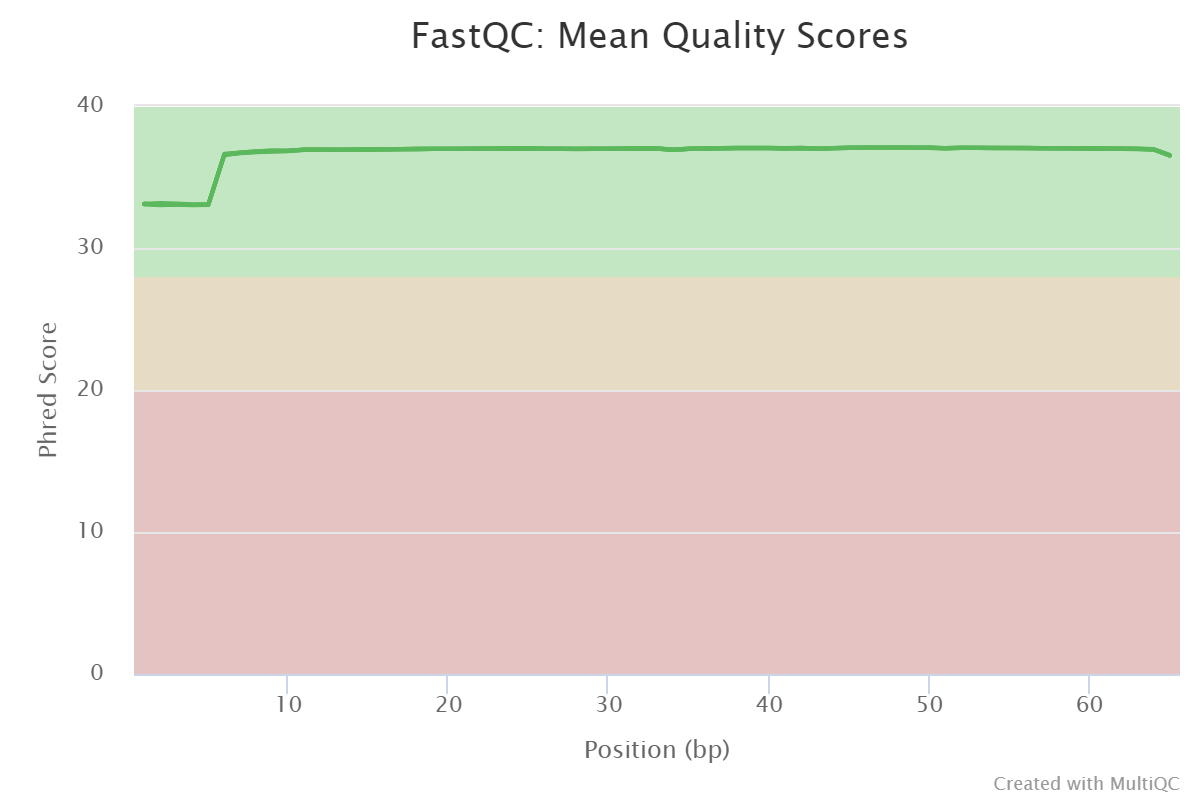 FastQC: Mean Quality Scores
40
30
20
10
0
Phred Score
10 20 30 40 50 60
Position (bp)
Created with MultiQC